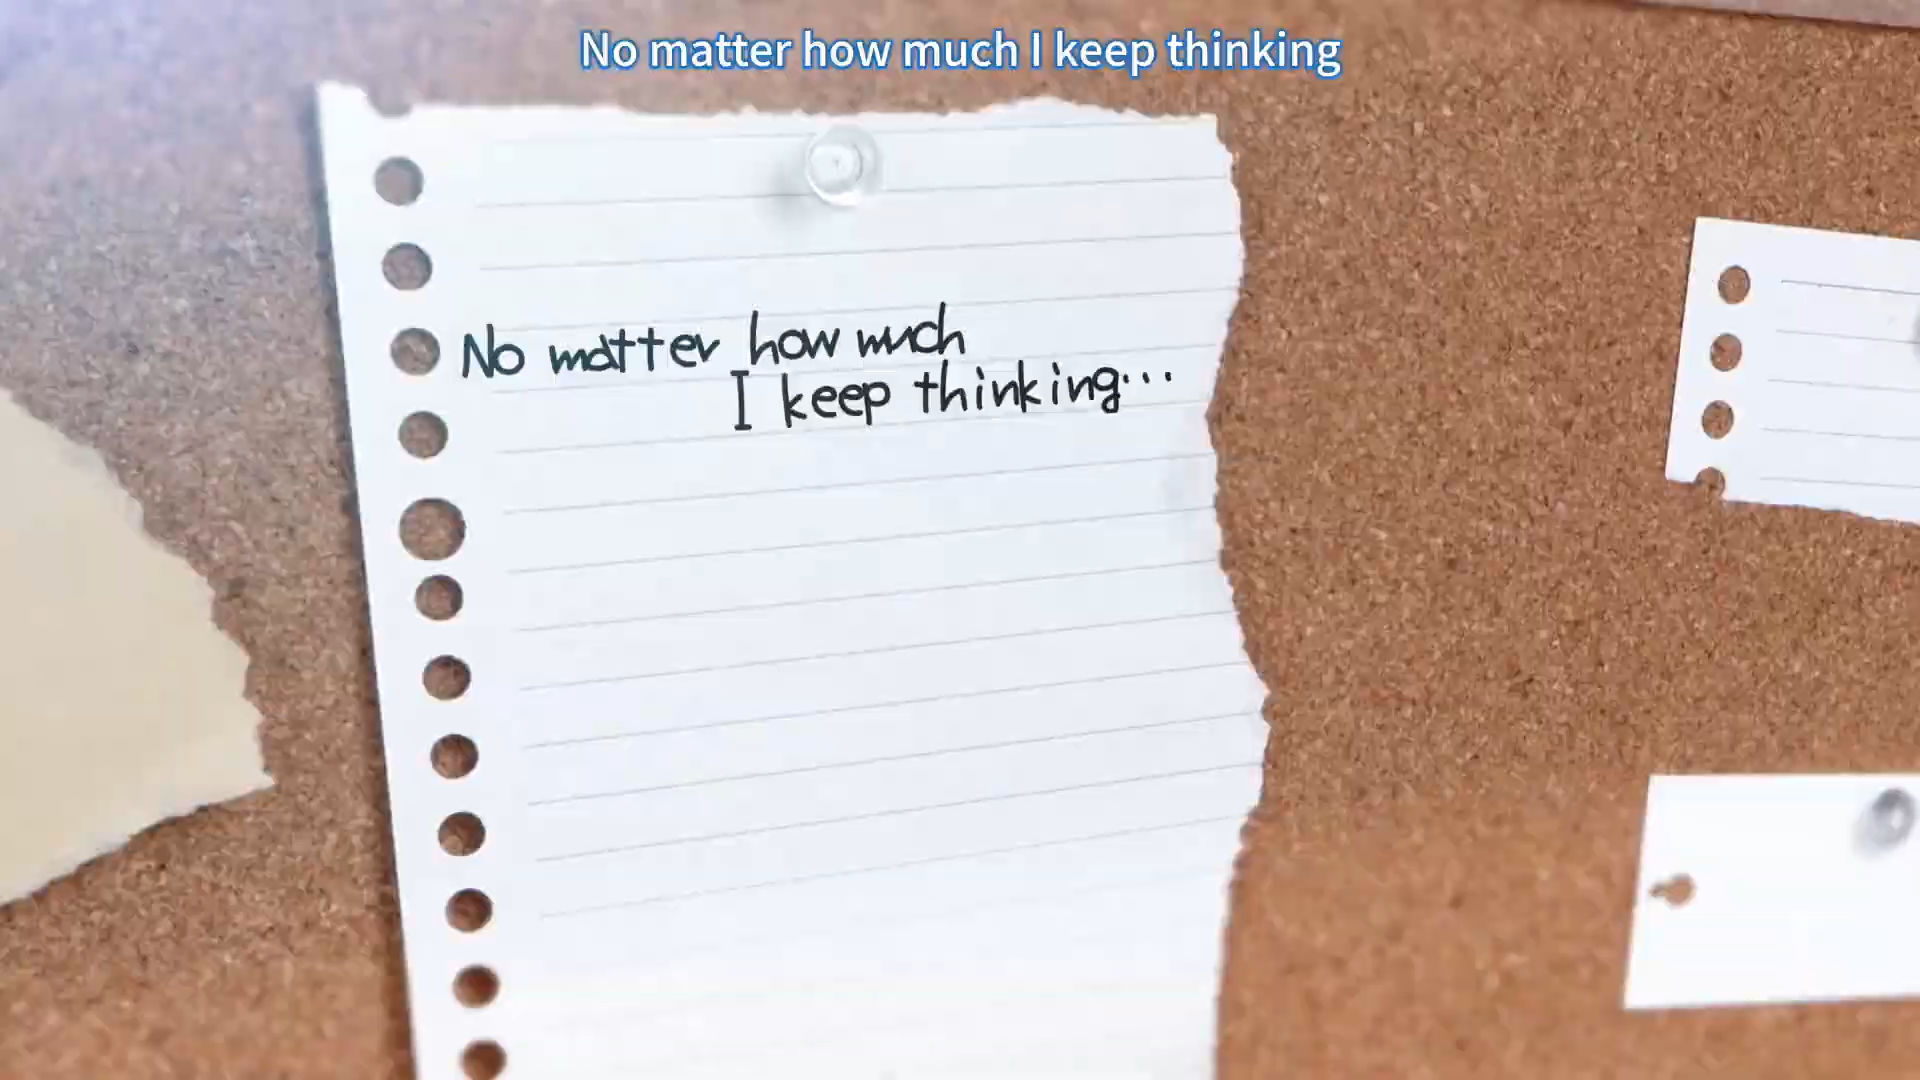 No matter how much I keep thinking
No matter how much
I keep thinking…